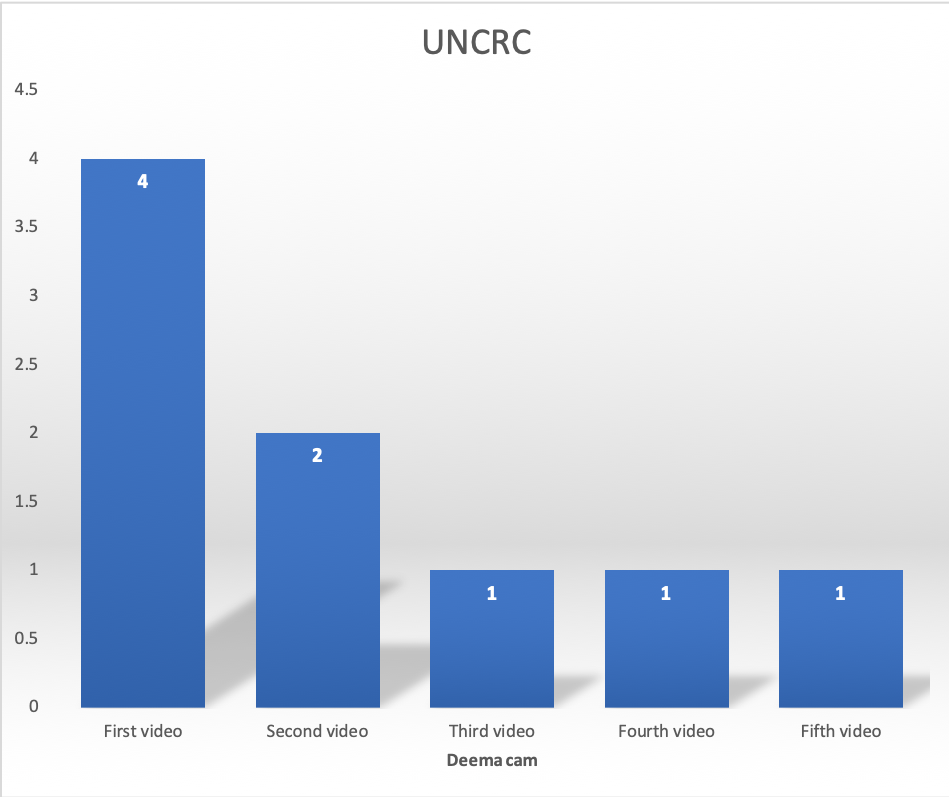 UNCRC
4.5
4
3.5
3
2.5
2
1.5
1
0.5
0
4
2
1
1
1
First video
Second video
Third video
Fourth video
Fifth video
Deema cam